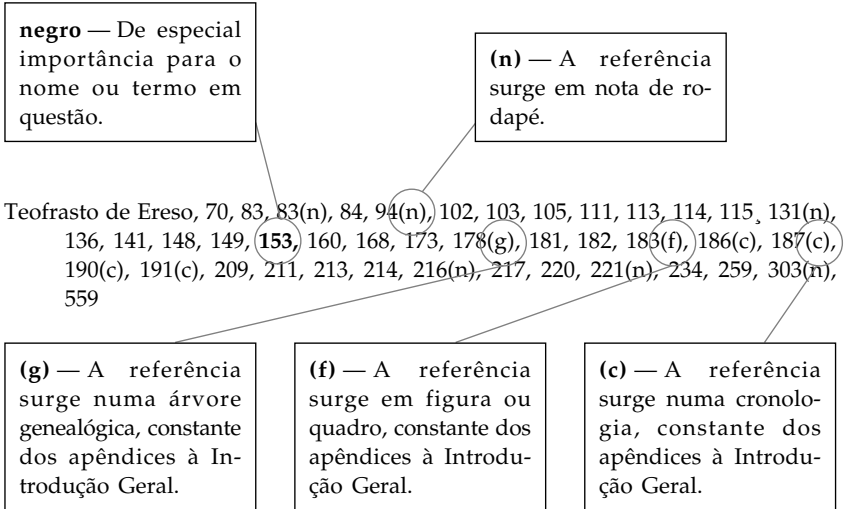 negro — De especial
importância para o
nome ou termo em
questão.
(n) — A referência
surge em nota de ro-
dapé.
Teofrasto de Ereso, 70, 83, 83(n), 84, 94(n), 102, 103, 105, 111, 113, 114, 115¸ 131(n),
136, 141, 148, 149, 153, 160, 168, 173, 178(g), 181, 182, 183(f), 186(c), 187(c),
190(c), 191(c), 209, 211, 213, 214, 216(n), 217, 220, 221(n), 234, 259, 303(n),
559
(g) — A referência
surge numa árvore
genealógica, constante
dos apêndices à In-
trodução Geral.
(f) — A referência
surge em figura ou
quadro, constante dos
apêndices à Introdu-
ção Geral.
(c) — A referência
surge numa cronolo-
gia, constante dos
apêndices à Introdu-
ção Geral.